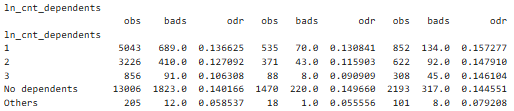 ln_cnt_dependents
obs bads odr obs bads odr obs bads odr
ln_cnt_dependents
1 5043 689.0 0.136625 535 70.0 0.130841 852 134.0 0.157277
2 3226 410.0 0.127092 371 43.0 0.115903 622 92.0 0.147910
3 856 91.0 0.106308 88 8.0 0.090909 308 45.0 0.146104
No dependents 13006 1823.0 0.140166 1470 220.0 0.149660 2193 317.0 0.144551
Others 205 12.0 0.058537 18 1.0 0.055556 101 8.0 0.079208